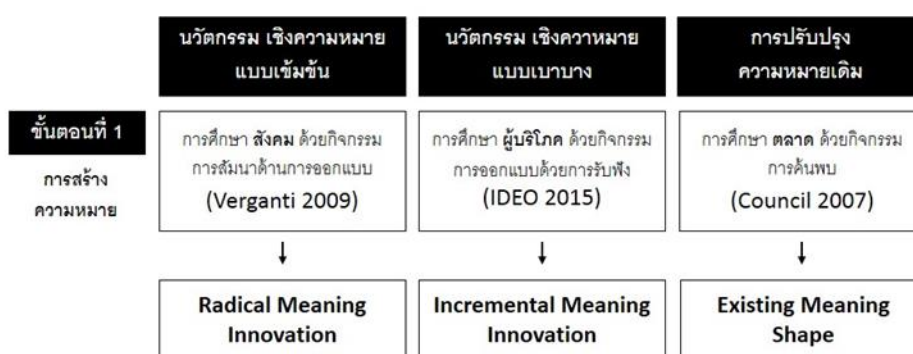 นวัตกรรม เชิงความหมาย
แบบเข้มข้น
นวัตกรรม เชิงควาหมาย
แบบเบาบาง
การปรับปรุง
ความหมายเดิม
ขั้นตอนที่ 1
การสร้าง
ความหมาย
การศึกษา สังคม ด้วยกิจกรรม
การสัมนาด้านการออกแบบ
(Verganti 2009)
การศึกษา ผู้บริโภค ด้วยกิจกรรม
การออกแบบด้วยการรับฟัง
(IDEO 2015)
การศึกษา ตลาด ด้วยกิจกรรม
การค้นพบ
(Council 2007)
Radical Meaning
Innovation
Incremental Meaning
Innovation
Existing Meaning
Shape